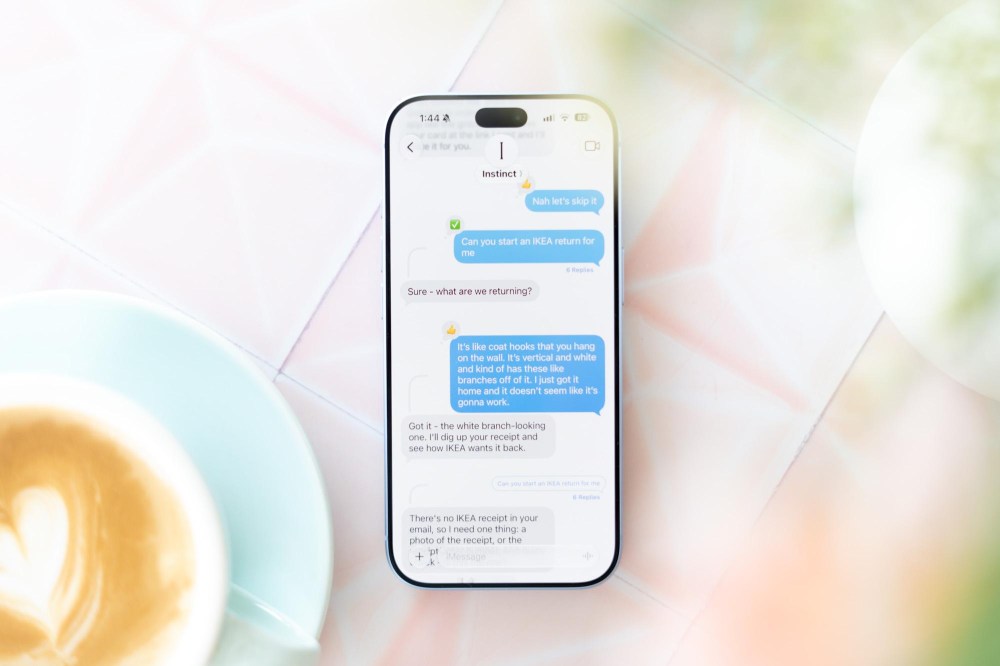 1:44
82
it for you.
I
Instinct
Nah let's skip it
Can you start an IKEA return for
me
6 Replies
Sure - what are we returning?
It's like coat hooks that you hang
on the wall. It's vertical and white
and kind of has these like
branches off of it. I just got it
home and it doesn't seem like it's
gonna work.
Got it - the white branch-looking
one. I'll dig up your receipt and
see how IKEA wants it back.
Can you start an IKEA return for me
6 Replies
There's no IKEA receipt in your
email, so I need one thing: a
photo of the receipt, or the
Message